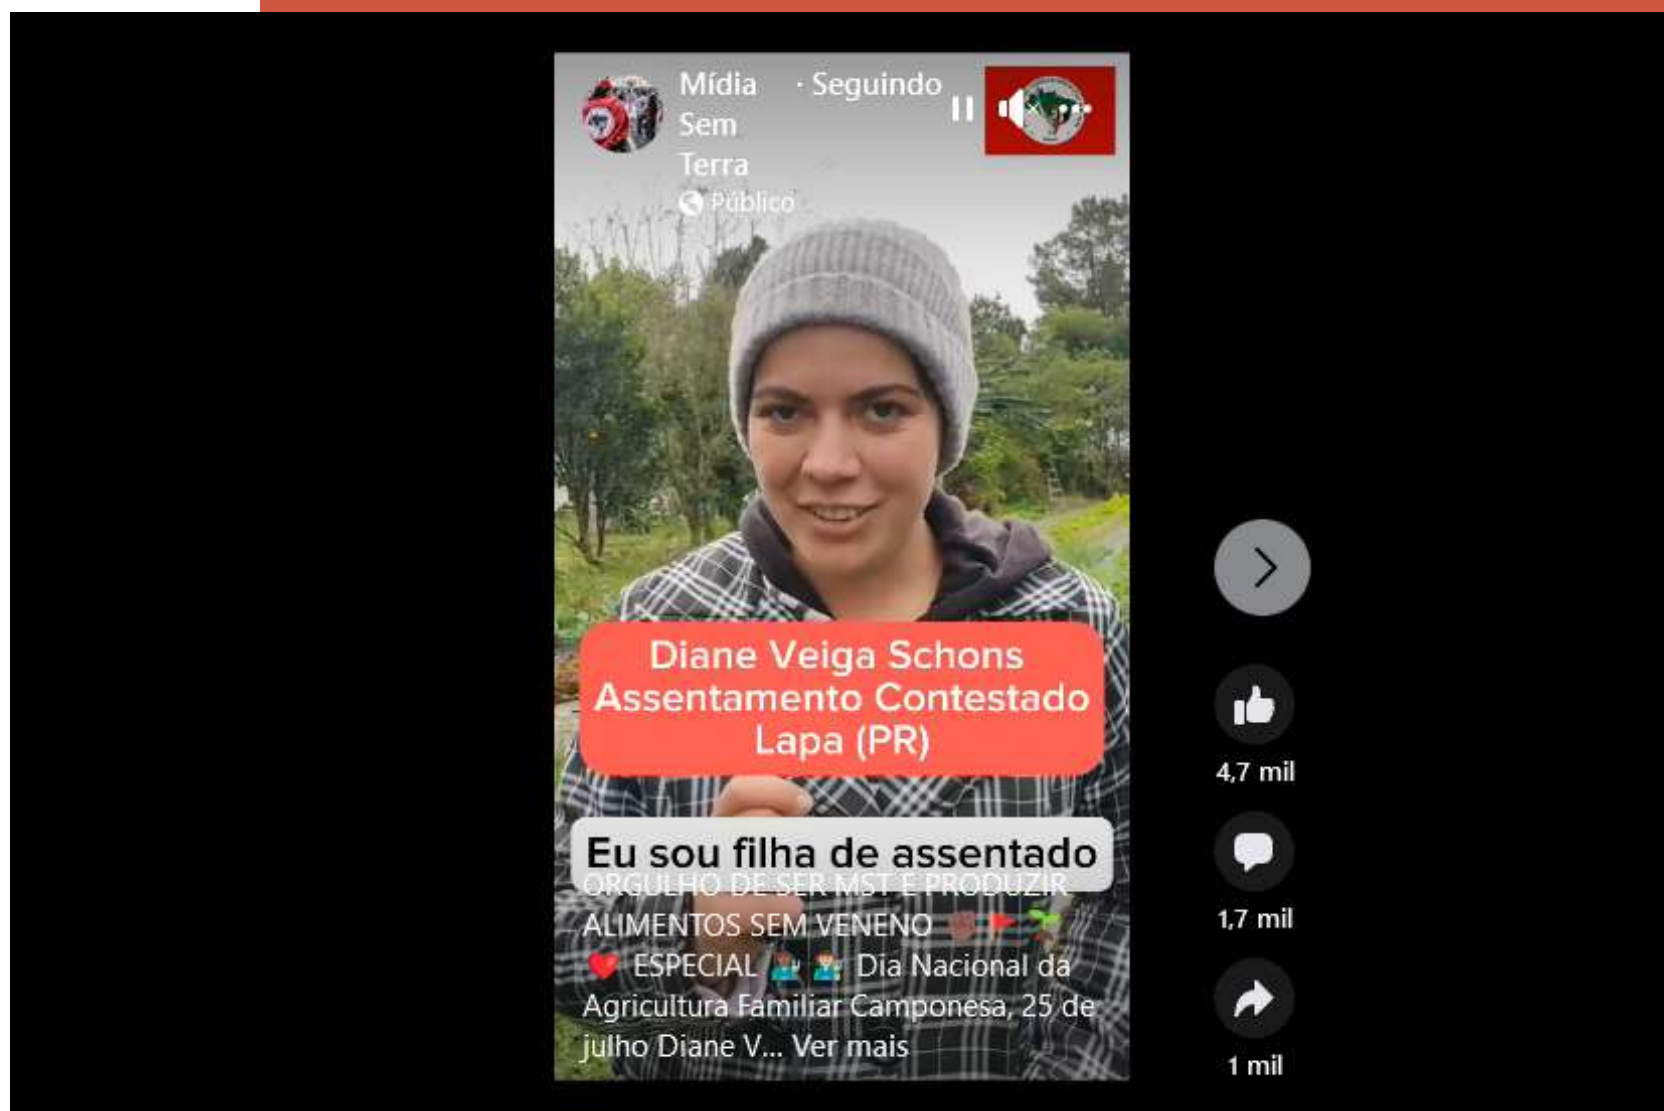 Mídia · Seguindo
Sem
Terra
Público
Diane Veiga Schons
Assentamento Contestado
Lapa (PR)
Eu sou filha de assentado
ORGULHO DE SER MST E PRODUZIR
ALIMENTOS SEM VENENO ✊🏾🚩🌱
❤️ ESPECIAL 👩🏾‍🌾👨🏼‍🌾 Dia Nacional da
Agricultura Familiar Camponesa, 25 de
julho Diane V... Ver mais
4,7 mil
1,7 mil
1 mil